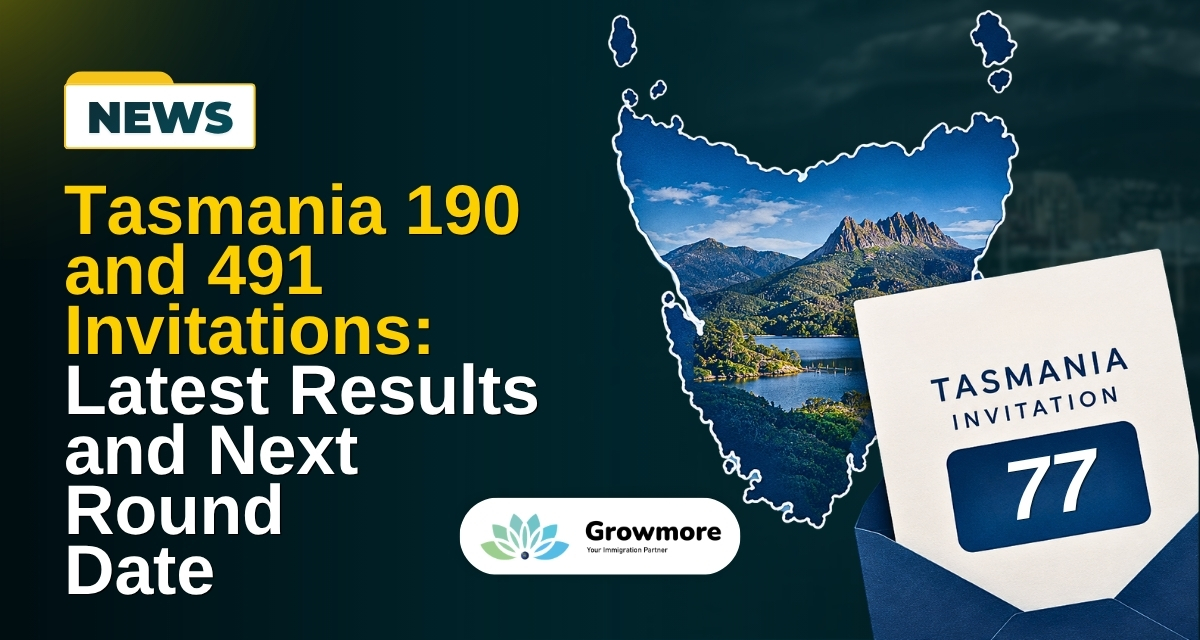 NEWS
Tasmania 190
and 491
Invitations:
Latest Results
and Next
Round
Date
Growmore
Your Immigration Partner
TASMANIA
INVITATION
77